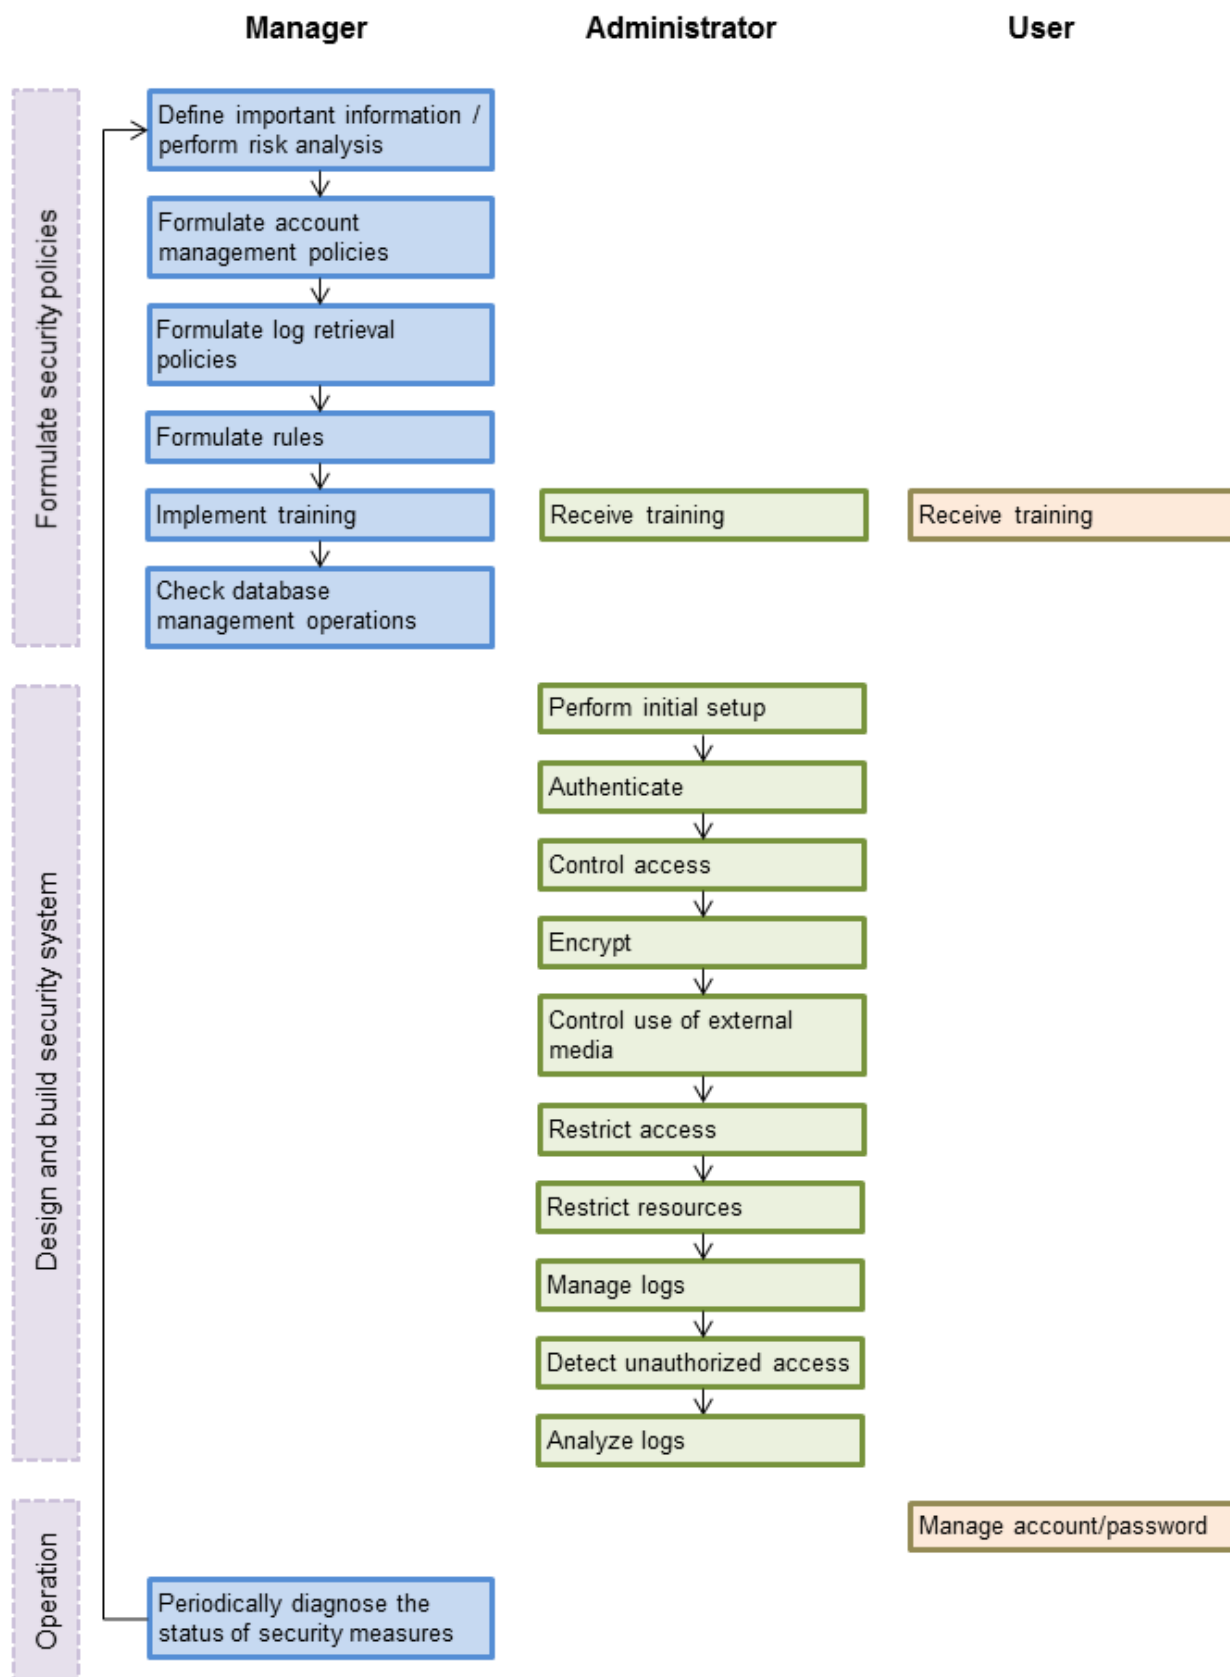 Manager Administrator User
Formulate security policies
Define important information /
perform risk analysis
Formulate account
management policies
Formulate log retrieval
policies
Formulate rules
Implement training
Receive training
Receive training
Check database
management operations
Design and build security system
Perform initial setup
Authenticate
Control access
Encrypt
Control use of external
media
Restrict access
Restrict resources
Manage logs
Detect unauthorized access
Analyze logs
Operation
Manage account/password
Periodically diagnose the
status of security measures